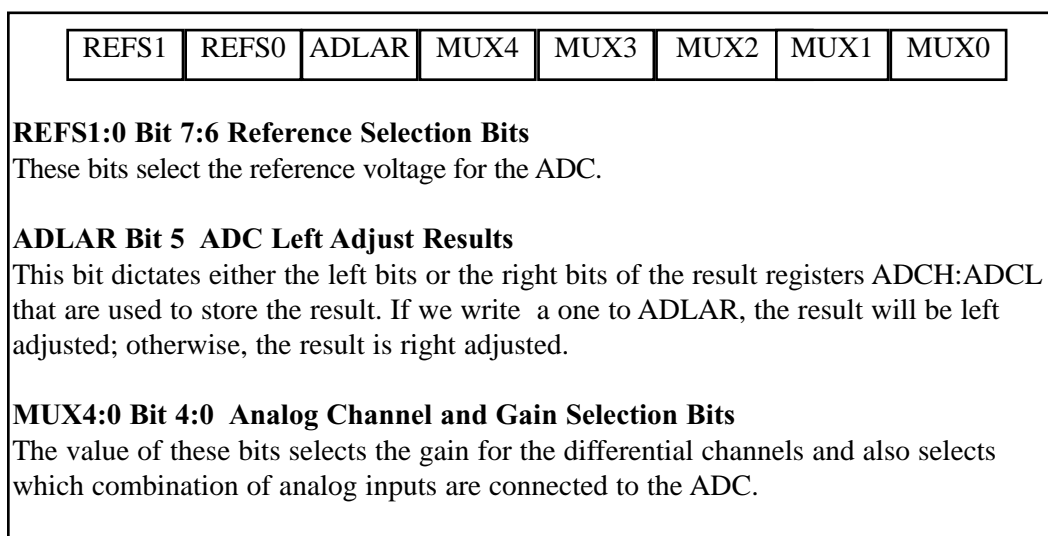 REFS1 REFS0 ADLAR MUX4 MUX3 MUX2 MUX1 MUX0
REFS1:0 Bit 7:6 Reference Selection Bits
These bits select the reference voltage for the ADC.
ADLAR Bit 5  ADC Left Adjust Results
This bit dictates either the left bits or the right bits of the result registers ADCH:ADCL
that are used to store the result. If we write  a one to ADLAR, the result will be left
adjusted; otherwise, the result is right adjusted.
MUX4:0 Bit 4:0  Analog Channel and Gain Selection Bits
The value of these bits selects the gain for the differential channels and also selects
which combination of analog inputs are connected to the ADC.